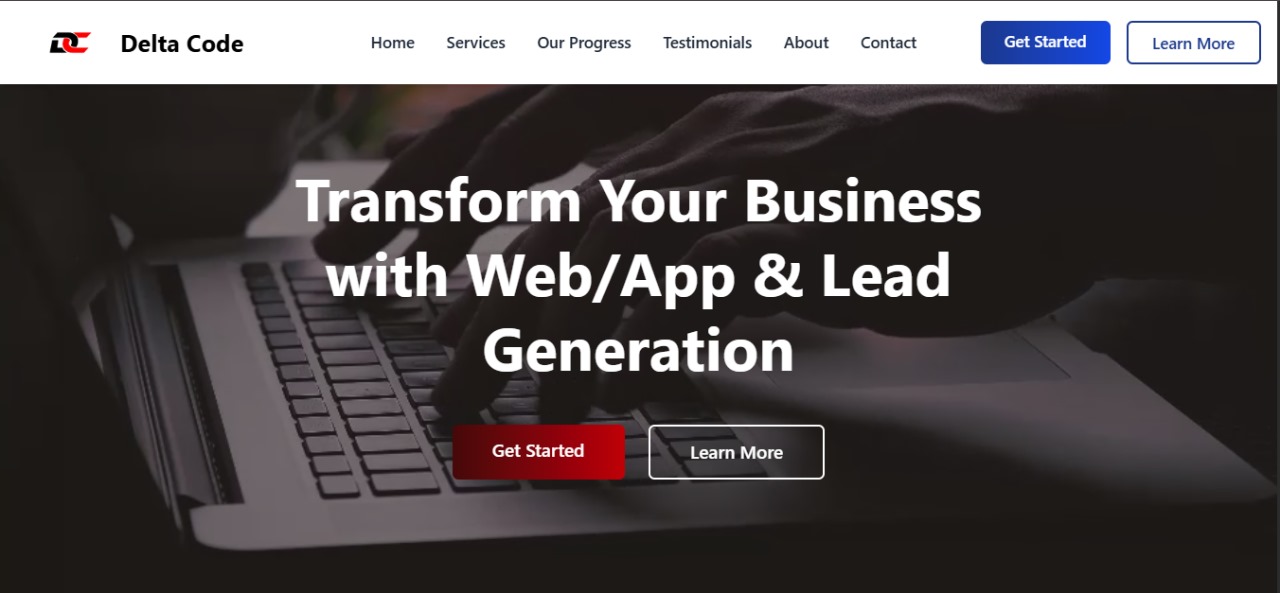 DC Delta Code
Home Services Our Progress Testimonials About Contact
Get Started Learn More
Transform Your Business
with Web/App & Lead
Generation
Get Started Learn More